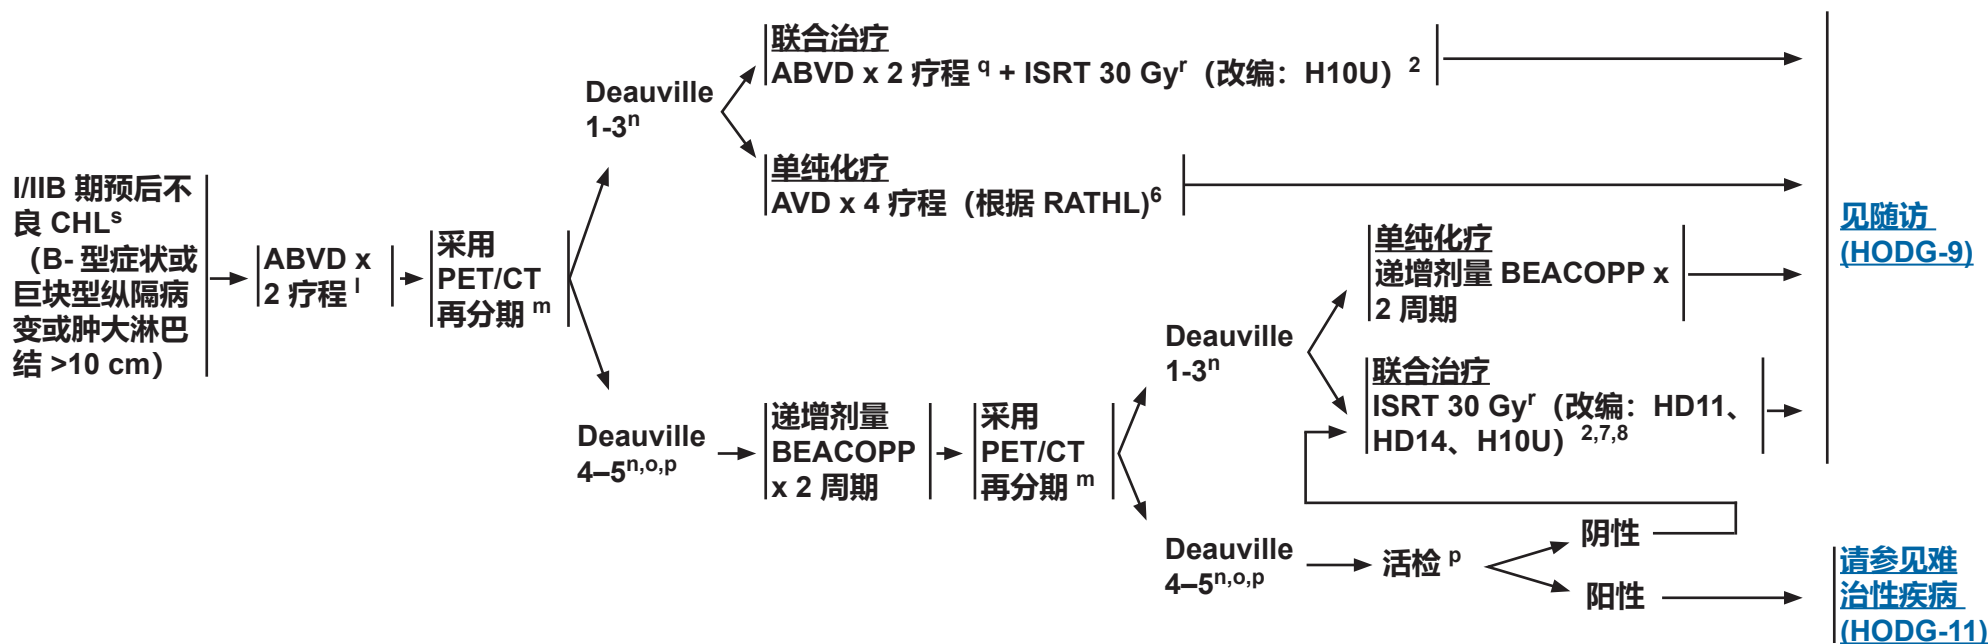 I/IIB 期预后不
良 CHLˢ
（B- 型症状或
巨块型纵隔病
变或肿大淋巴
结 >10 cm）
ABVD x
2 疗程 ˡ
采用
PET/CT
再分期 ᵐ
Deauville
1-3ⁿ
联合治疗
ABVD x 2 疗程 q + ISRT 30 Gyʳ（改编：H10U）²
单纯化疗
AVD x 4 疗程（根据 RATHL)⁶
Deauville
4–5ⁿ,ᵒ,ᵖ
递增剂量
BEACOPP
x 2 周期
采用
PET/CT
再分期 ᵐ
Deauville
1-3ⁿ
单纯化疗
递增剂量 BEACOPP x
2 周期
联合治疗
ISRT 30 Gyʳ（改编：HD11、
HD14、H10U）²,⁷,⁸
Deauville
4–5ⁿ,ᵒ,ᵖ
活检 ᵖ
阴性
阳性
见随访
(HODG-9)
请参见难
治性疾病
(HODG-11)